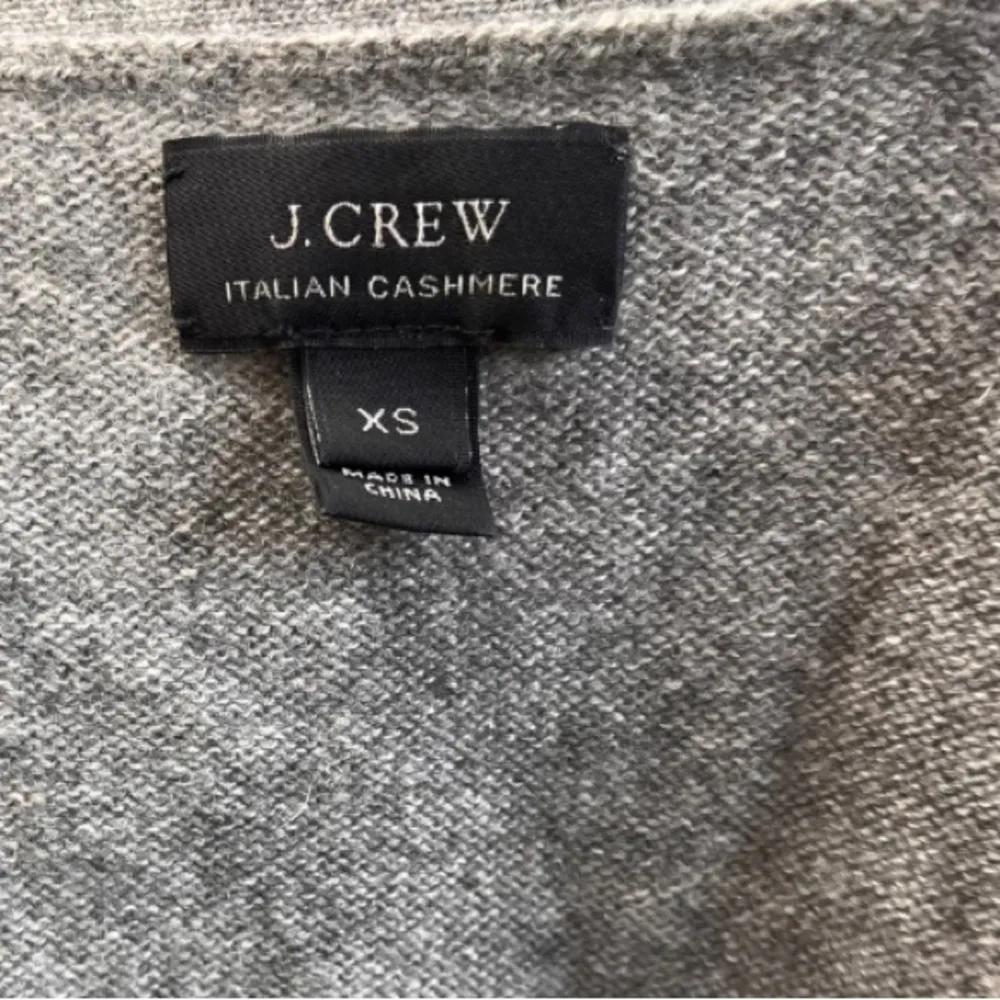 J.CREW
ITALIAN CASHMERE
XS
MADE IN
CHINA